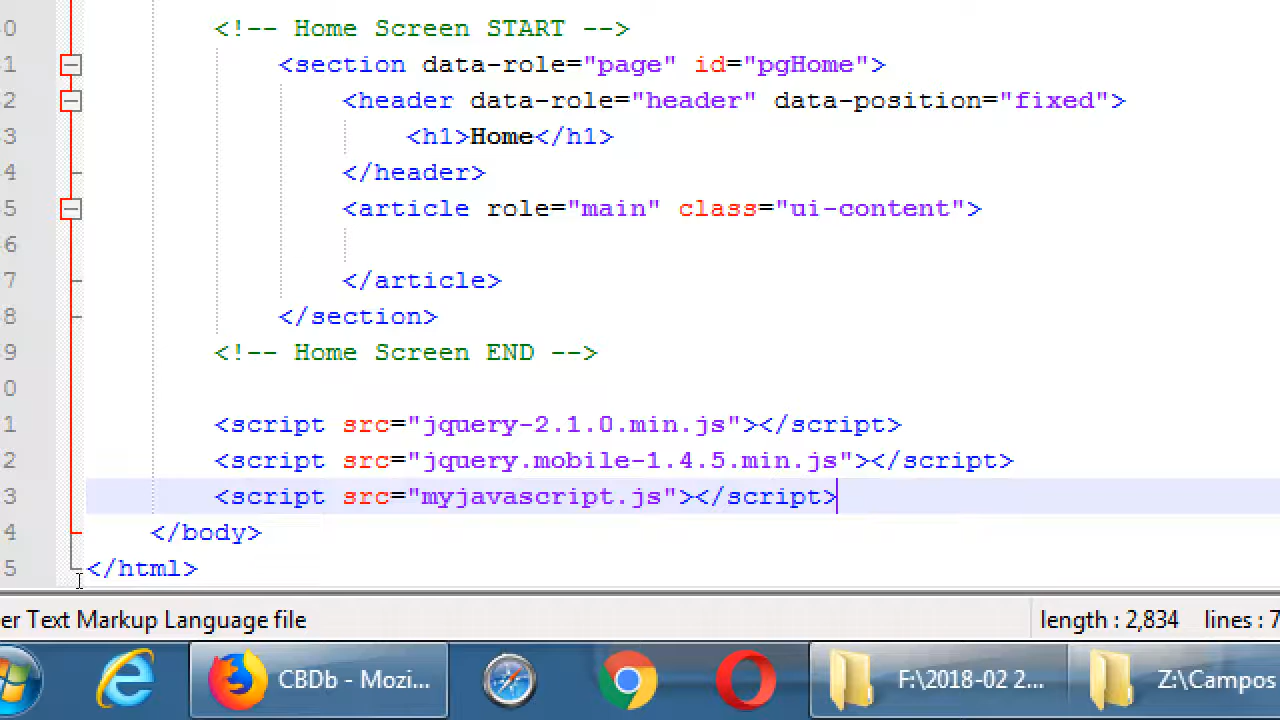 0 <!-- Home Screen START -->
1 <section data-role="page" id="pgHome">
2 <header data-role="header" data-position="fixed">
3 <h1>Home</h1>
4 </header>
5 <article role="main" class="ui-content">
6
7 </article>
8 </section>
9 <!-- Home Screen END -->
0
1 <script src="jquery-2.1.0.min.js"></script>
2 <script src="jquery.mobile-1.4.5.min.js"></script>
3 <script src="myjavascript.js"></script>
4 </body>
5 </html>
er Text Markup Language file length : 2,834 lines : 7
CBDb - Mozi... F:\2018-02 2... Z:\Campos